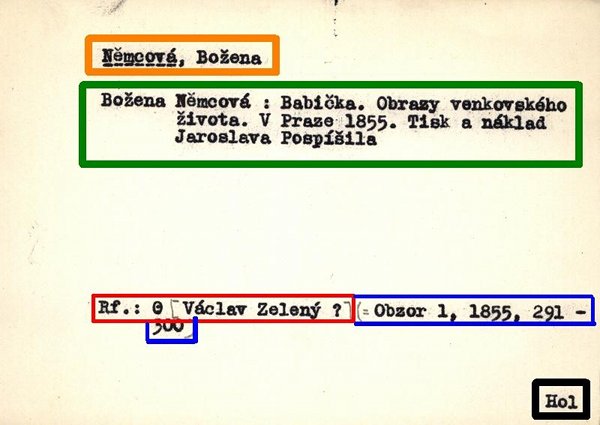 Němcová, Božena
Božena Němcová : Babička. Obrazy venkovského
života. V Praze 1855. Tisk a náklad
Jaroslava Pospíšila
Rf.: Θ [Václav Zelený ?] (= Obzor 1, 1855, 291 -
300)
Hol